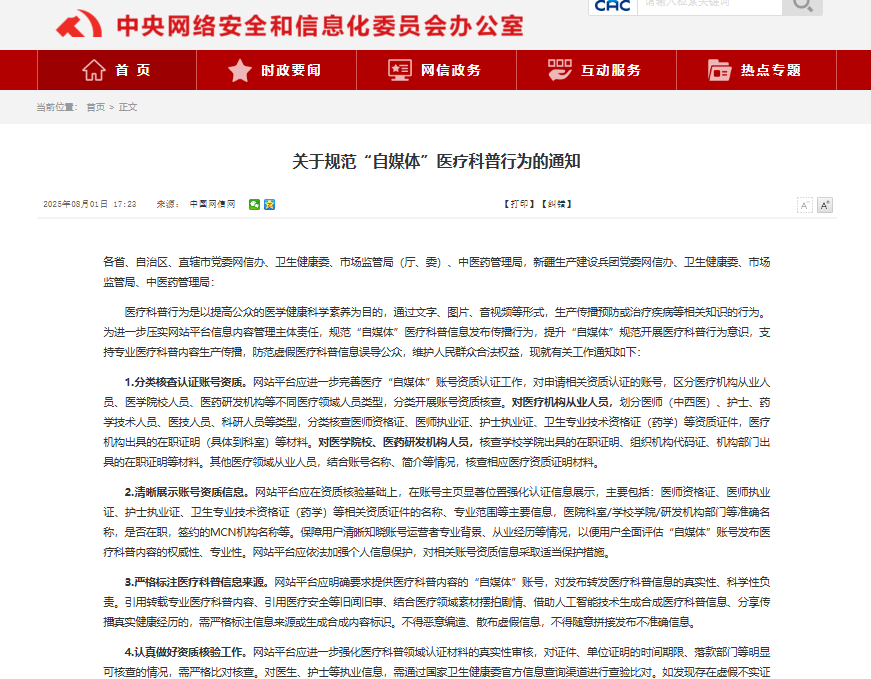 中央网络安全和信息化委员会办公室
CAC
请输入检索关键词
首 页
时政要闻
网信政务
互动服务
热点专题
当前位置： 首页 > 正文
关于规范“自媒体”医疗科普行为的通知
2025年08月01日 17:23 来源： 中国网信网
【打印】【纠错】
A- A+
各省、自治区、直辖市党委网信办、卫生健康委、市场监管局（厅、委）、中医药管理局，新疆生产建设兵团党委网信办、卫生健康委、市场
监管局、中医药管理局：
医疗科普行为是以提高公众的医学健康科学素养为目的，通过文字、图片、音视频等形式，生产传播预防或治疗疾病等相关知识的行为。
为进一步压实网站平台信息内容管理主体责任，规范“自媒体”医疗科普信息发布传播行为，提升“自媒体”规范开展医疗科普行为意识，支
持专业医疗科普内容生产传播，防范虚假医疗科普信息误导公众，维护人民群众合法权益，现就有关工作通知如下：
1.分类核查认证账号资质。网站平台应进一步完善医疗“自媒体”账号资质认证工作，对申请相关资质认证的账号，区分医疗机构从业人
员、医学院校人员、医药研发机构等不同医疗领域人员类型，分类开展账号资质核查。对医疗机构从业人员，划分医师（中西医）、护士、药
学技术人员、医技人员、科研人员等类型，分类核查医师资格证、医师执业证、护士执业证、卫生专业技术资格证（药学）等资质证件，医疗
机构出具的在职证明（具体到科室）等材料。对医学院校、医药研发机构人员，核查学校学院出具的在职证明、组织机构代码证、机构部门出
具的在职证明等材料。其他医疗领域从业人员，结合账号名称、简介等情况，核查相应医疗资质证明材料。
2.清晰展示账号资质信息。网站平台应在资质核验基础上，在账号主页显著位置强化认证信息展示，主要包括：医师资格证、医师执业
证、护士执业证、卫生专业技术资格证（药学）等相关资质证件的名称、专业范围等主要信息，医院科室/学校学院/研发机构部门等准确名
称，是否在职，签约的MCN机构名称等。保障用户清晰知晓账号运营者专业背景、从业经历等情况，以便用户全面评估“自媒体”账号发布医
疗科普内容的权威性、专业性。网站平台应依法加强个人信息保护，对相关账号资质信息采取适当保护措施。
3.严格标注医疗科普信息来源。网站平台应明确要求提供医疗科普内容的“自媒体”账号，对发布转发医疗科普信息的真实性、科学性负
责。引用转载专业医疗科普内容、引用医疗安全等旧闻旧事、结合医疗领域素材摆拍剧情、借助人工智能技术生成合成医疗科普信息、分享传
播真实健康经历的，需严格标注信息来源或生成合成内容标识。不得恶意编造、散布虚假信息，不得随意拼接发布不准确信息。
4.认真做好资质核验工作。网站平台应进一步强化医疗科普领域认证材料的真实性审核，对证件、单位证明的时间期限、落款部门等明显
可核查的情况，需严格比对核查。对医生、护士等执业信息，需通过国家卫生健康委官方信息查询渠道进行查验比对。如发现存在虚假不实证